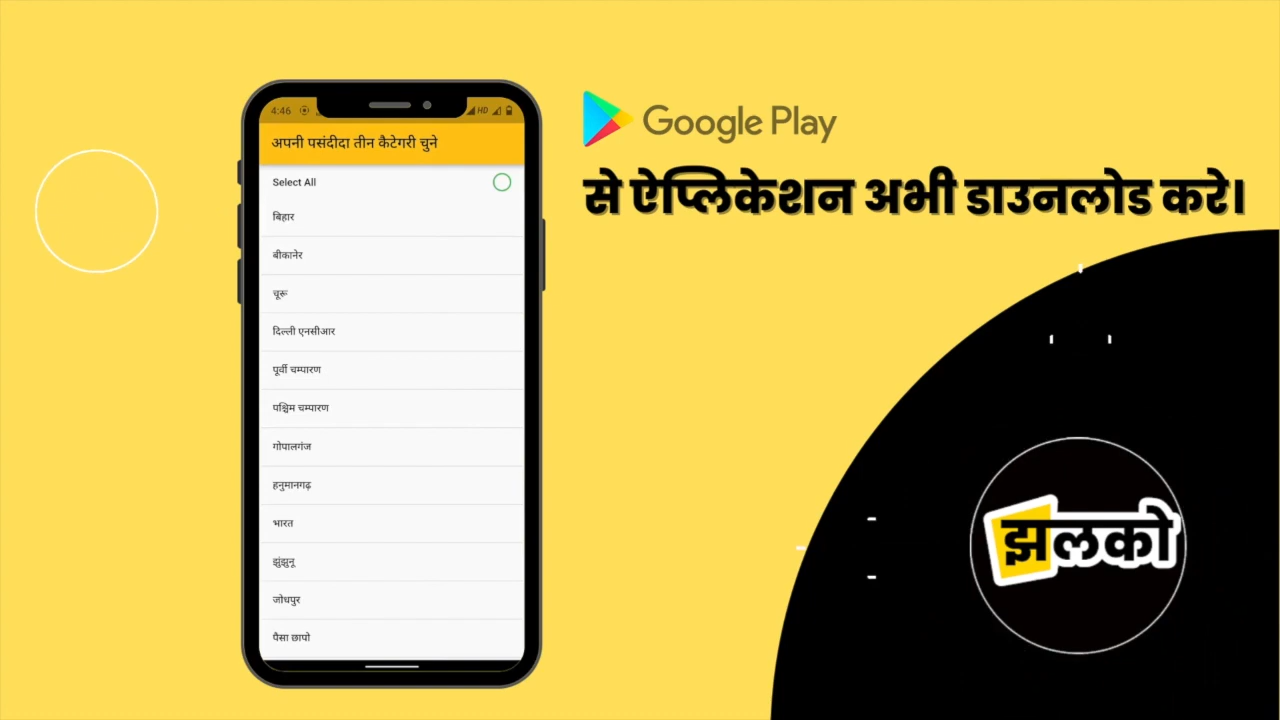 4:46
HD
अपनी पसंदीदा तीन कैटेगरी चुने
Select All
बिहार
बीकानेर
चूरू
दिल्ली एनसीआर
पूर्वी चम्पारण
पश्चिम चम्पारण
गोपालगंज
हनुमानगढ़
भारत
झुंझुनू
जोधपुर
पैसा छापो
Google Play
से ऐप्लिकेशन अभी डाउनलोड करे।
झलको